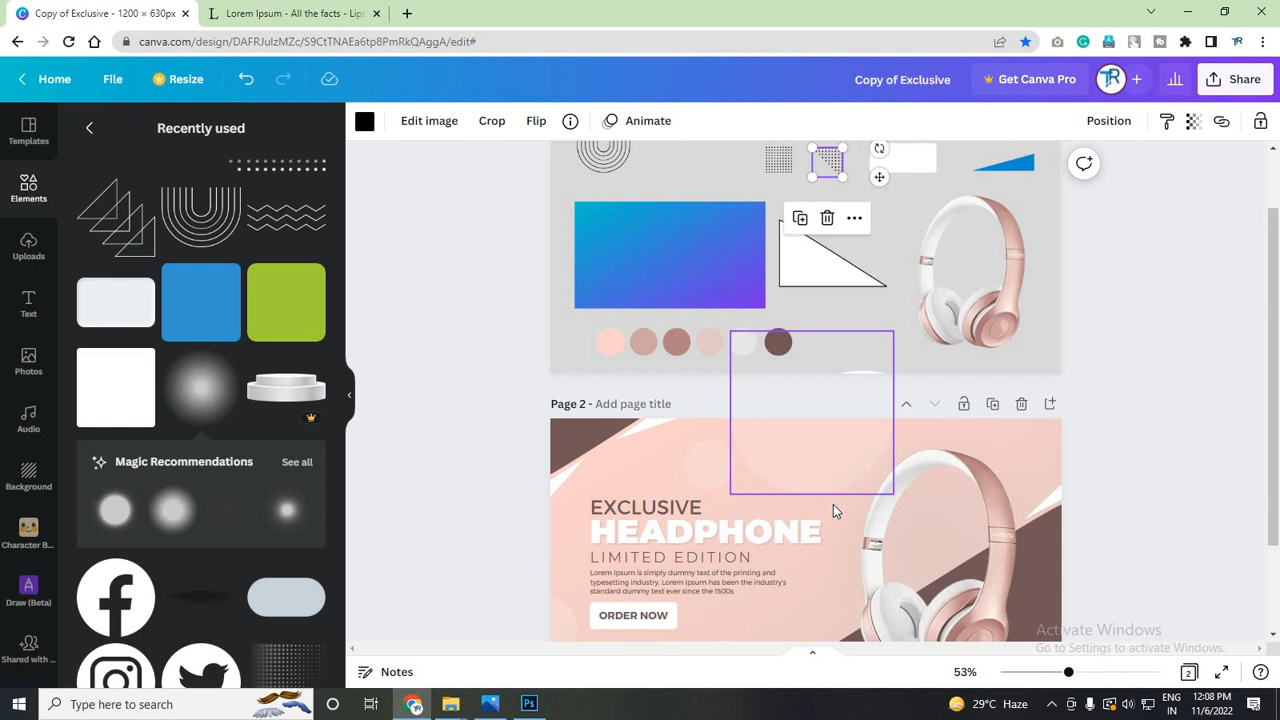 Copy of Exclusive - 1200 × 630px
Lorem Ipsum - All the facts - Lip
canva.com/design/DAFRJulzMZc/S9CtTNAEa6tp8PmRkQAggA/edit#
Home
File
Resize
Copy of Exclusive
Get Canva Pro
Share
Recently used
Edit image
Crop
Flip
Animate
Position
Templates
Elements
Uploads
Text
Photos
Audio
Background
Character B...
Draw (Beta)
Shared with ...
Magic Recommendations
See all
Page 2 - Add page title
EXCLUSIVE
HEADPHONE
LIMITED EDITION
Lorem Ipsum is simply dummy text of the printing and
typesetting industry. Lorem Ipsum has been the industry's
standard dummy text ever since the 1500s
ORDER NOW
Activate Windows
Go to Settings to activate Windows.
Notes
53%
2
Type here to search
Ps
29°C Haze
ENG
IN
12:08 PM
11/6/2022